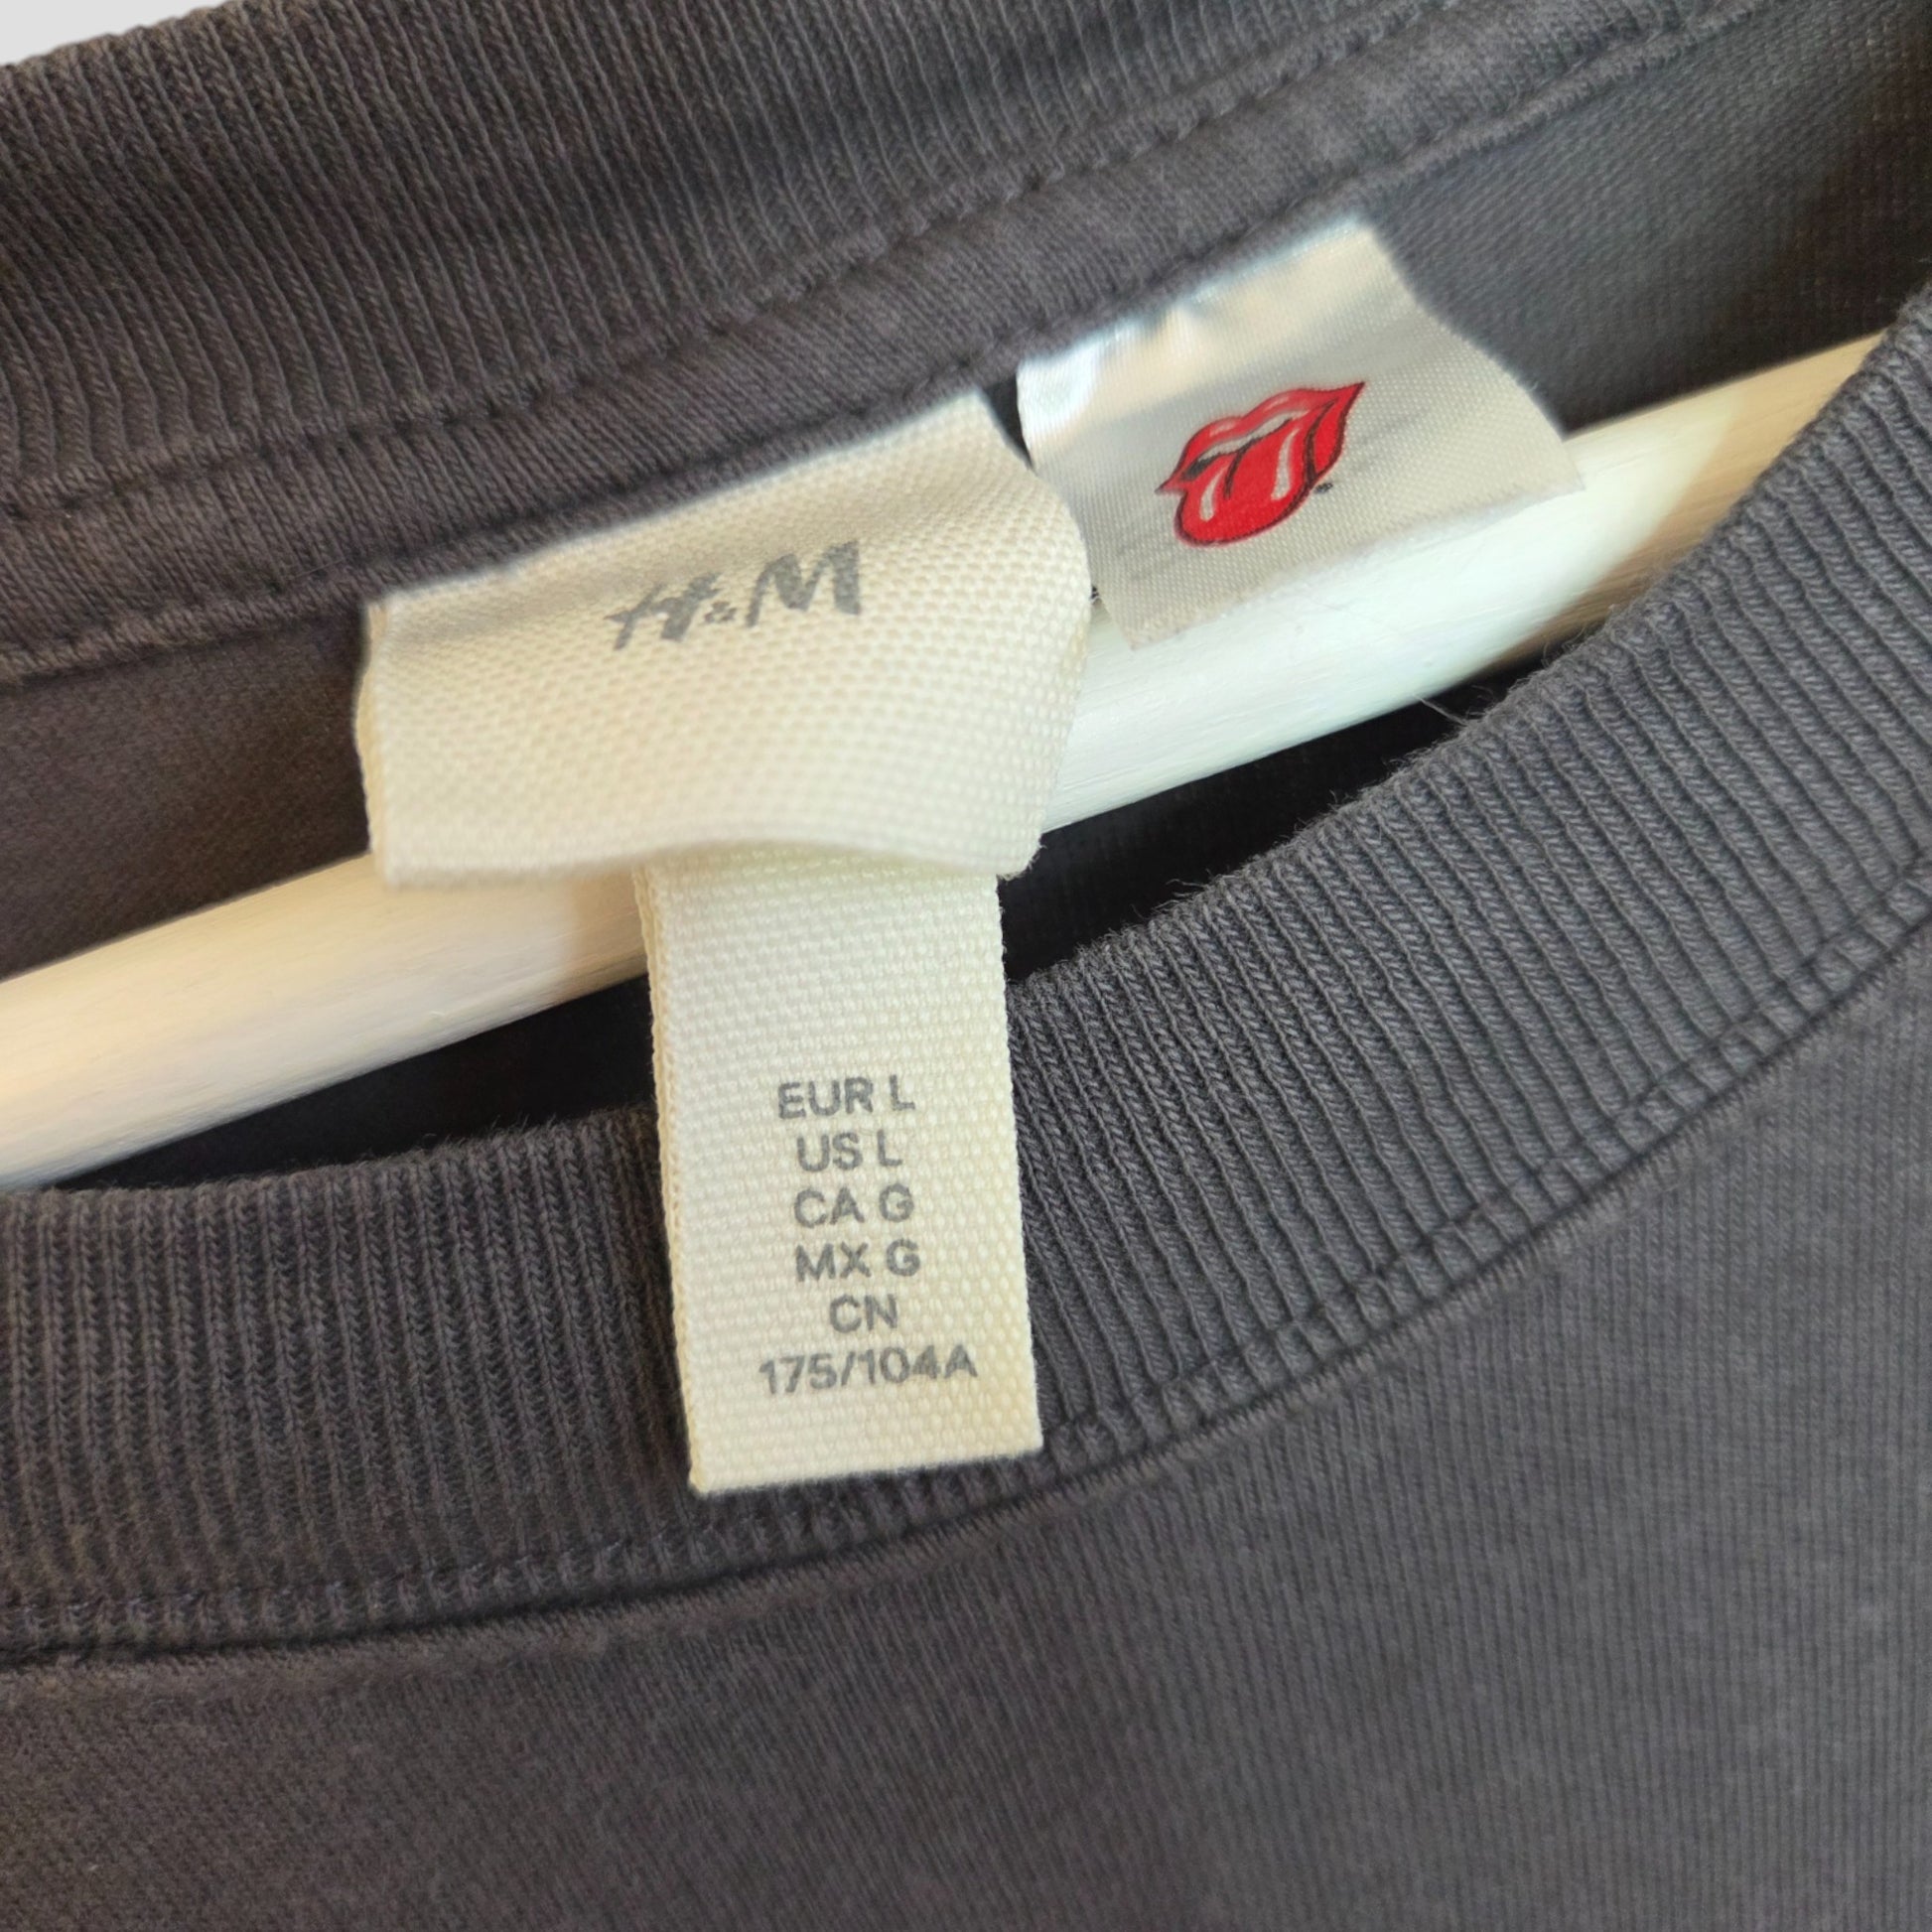 H&M
EUR L
US L
CA G
MX G
CN
175/104A